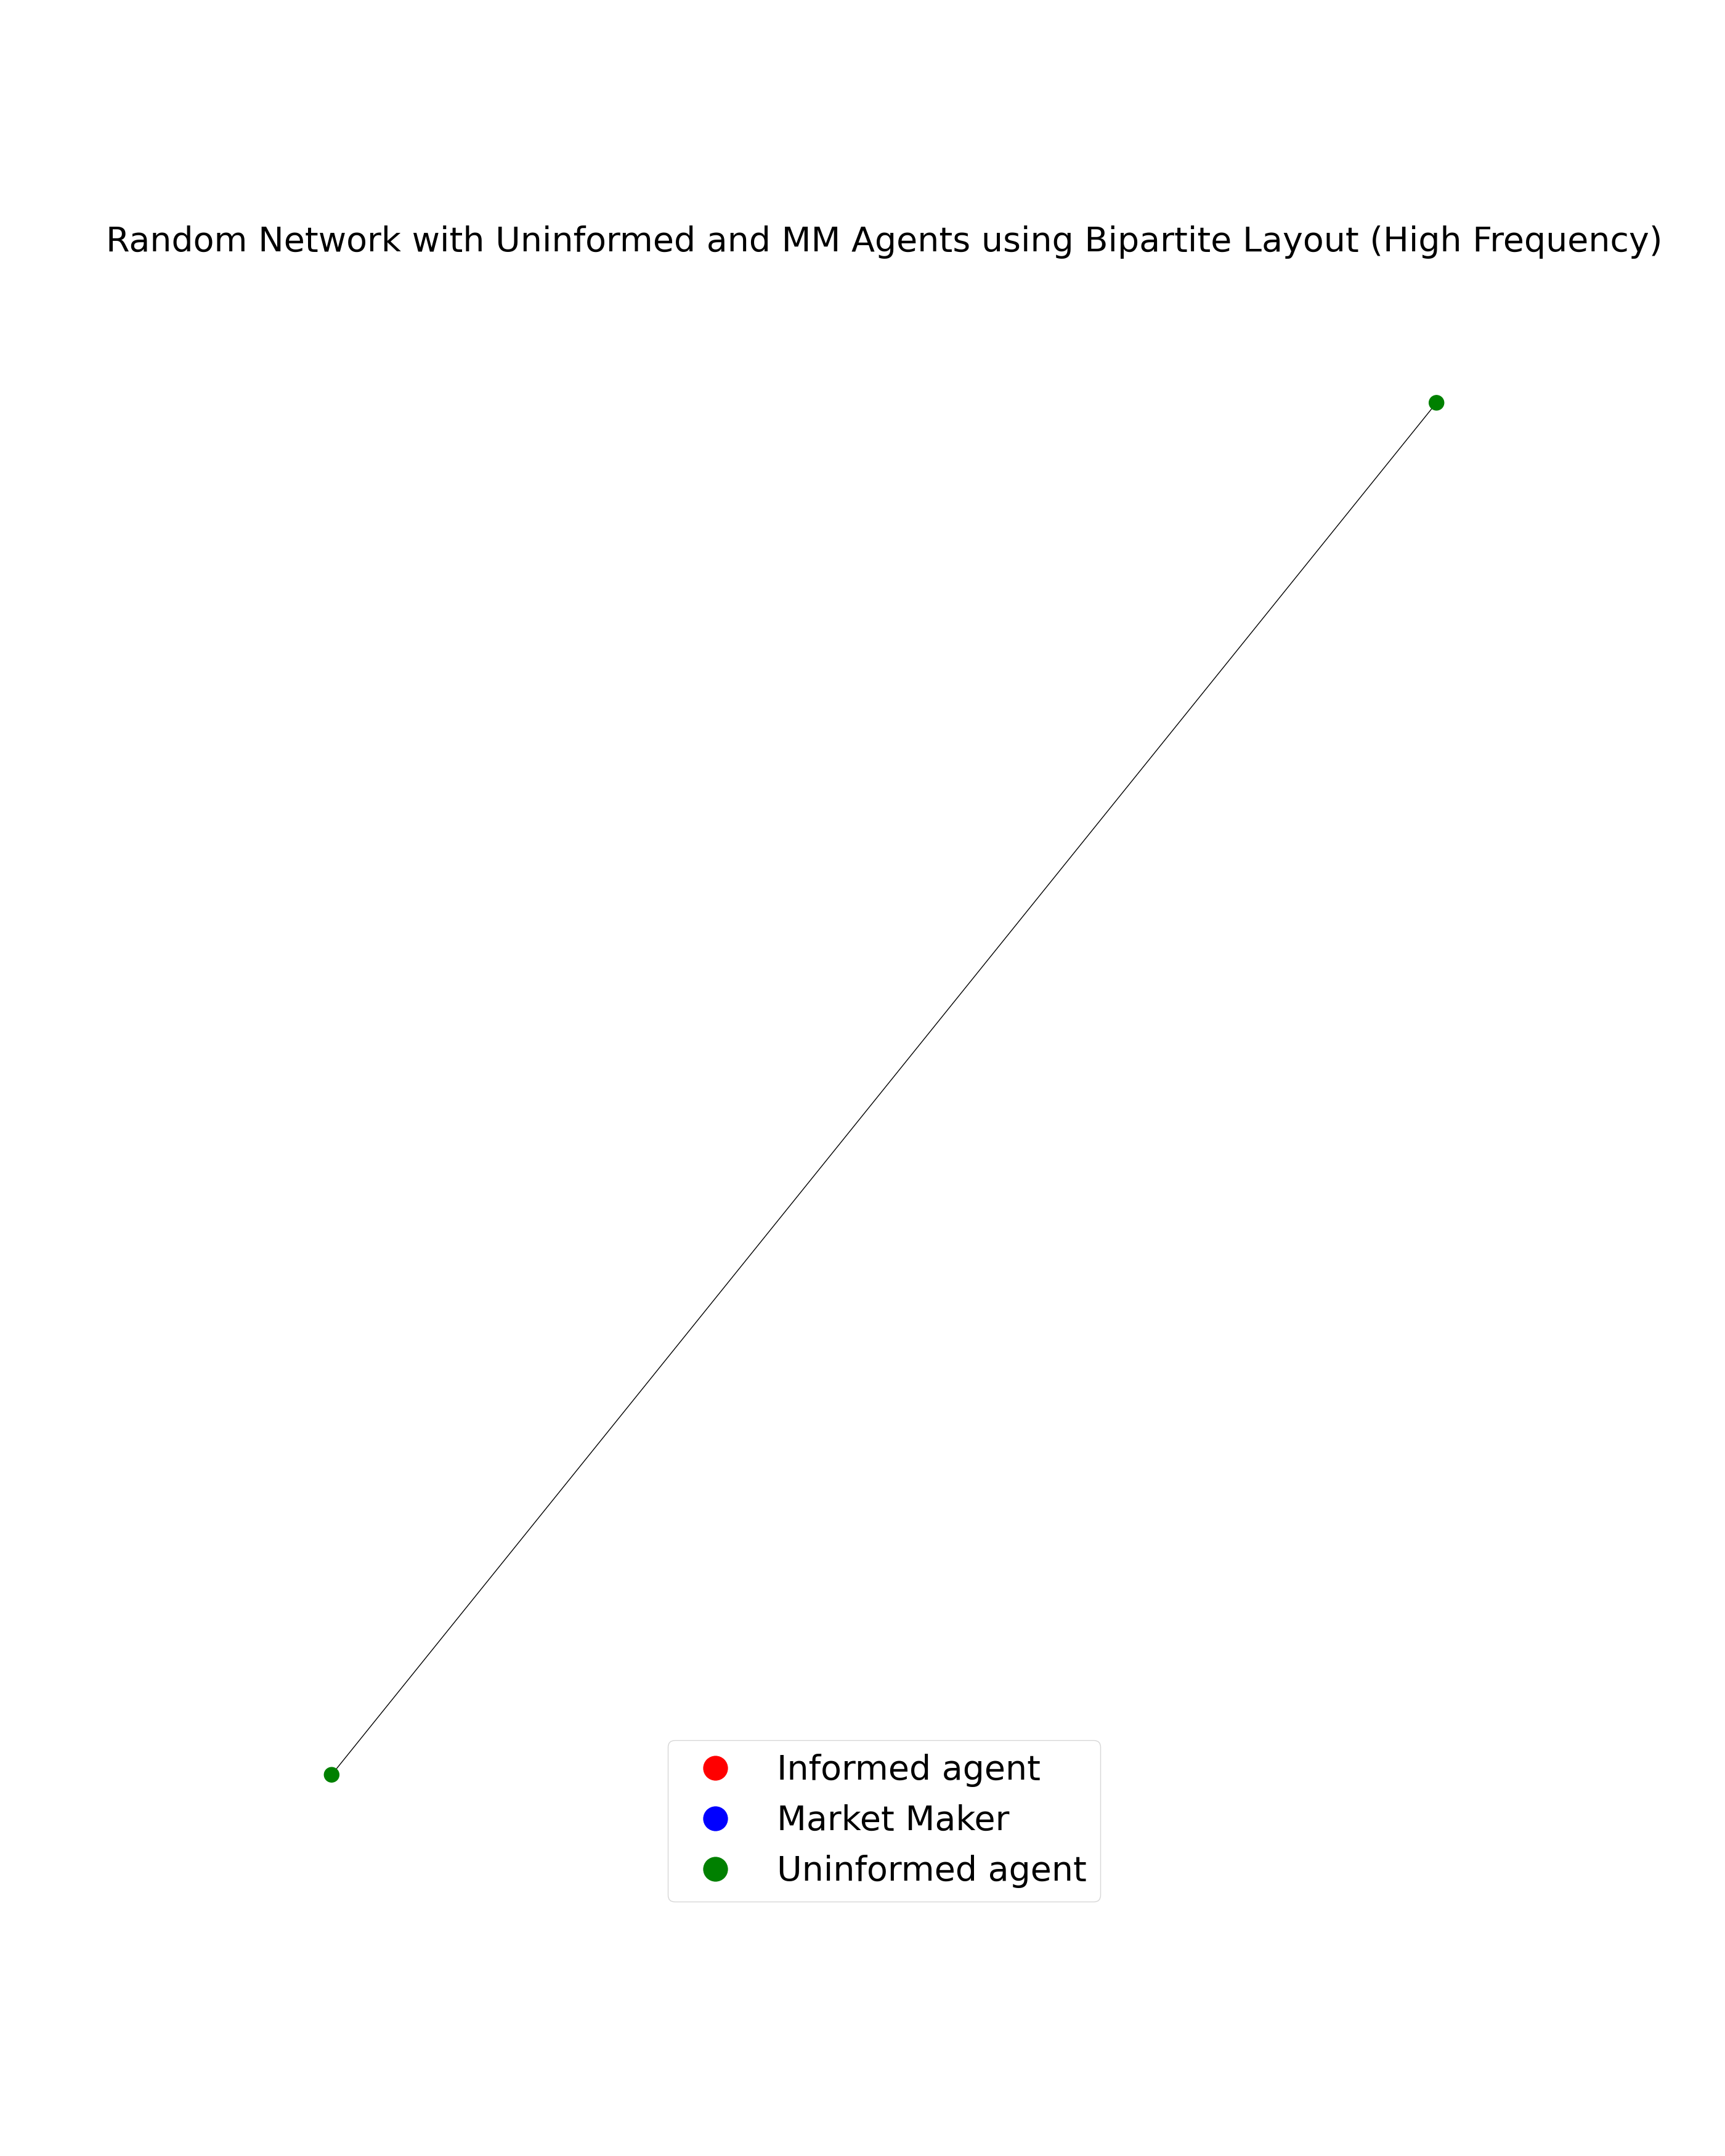 Random Network with Uninformed and MM Agents using Bipartite Layout (High Frequency)
Informed agent
Market Maker
Uninformed agent